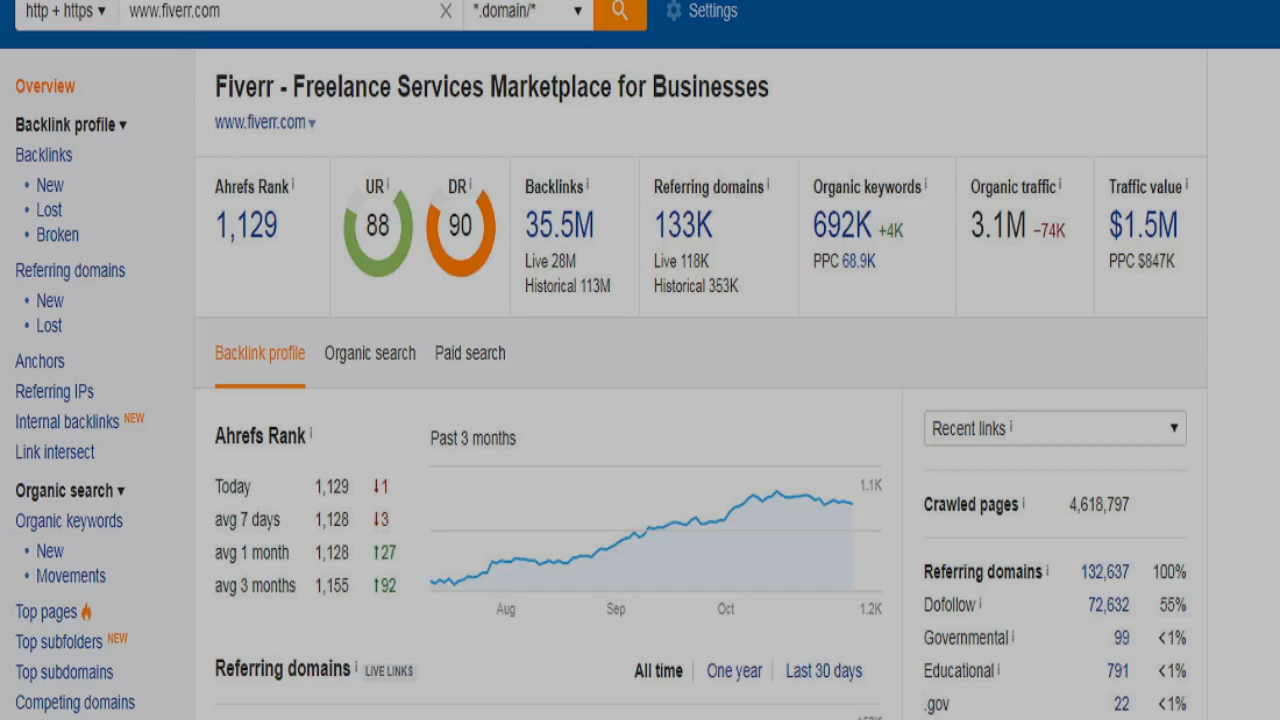 http + https ▾ www.fiverr.com X *.domain/* ▾ Settings
Overview
Backlink profile ▾
Backlinks
• New
• Lost
• Broken
Referring domains
• New
• Lost
Anchors
Referring IPs
Internal backlinks NEW
Link intersect
Organic search ▾
Organic keywords
• New
• Movements
Top pages
Top subfolders NEW
Top subdomains
Competing domains
Fiverr - Freelance Services Marketplace for Businesses
www.fiverr.com ▾
Ahrefs Rank i
1,129
UR i
88
DR i
90
Backlinks i
35.5M
Live 28M
Historical 113M
Referring domains i
133K
Live 118K
Historical 353K
Organic keywords i
692K +4K
PPC 68.9K
Organic traffic i
3.1M −74K
Traffic value i
$1.5M
PPC $847K
Backlink profile Organic search Paid search
Ahrefs Rank i
Today 1,129 ↓1
avg 7 days 1,128 ↓3
avg 1 month 1,128 ↑27
avg 3 months 1,155 ↑92
Past 3 months
1.1K
Aug Sep Oct 1.2K
Referring domains i LIVE LINKS All time One year Last 30 days
Recent links i ▾
Crawled pages i 4,618,797
Referring domains i 132,637 100%
Dofollow i 72,632 55%
Governmental i 99 <1%
Educational i 791 <1%
.gov 22 <1%